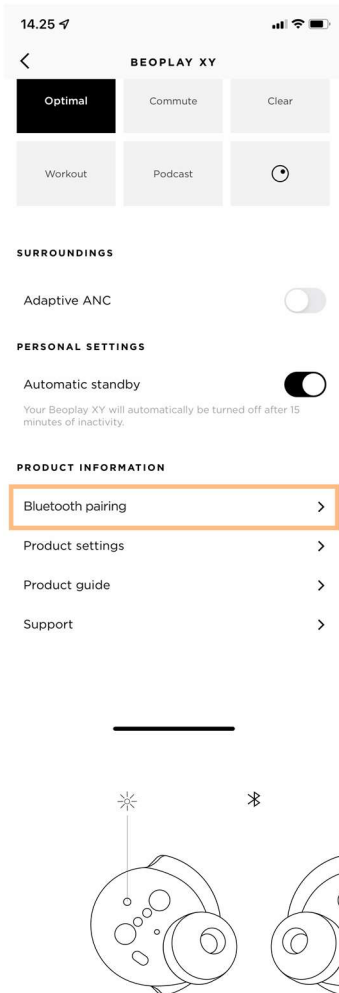 14.25
BEOPLAY XY
Optimal
Commute
Clear
Workout
Podcast
SURROUNDINGS
Adaptive ANC
PERSONAL SETTINGS
Automatic standby
Your Beoplay XY will automatically be turned off after 15
minutes of inactivity.
PRODUCT INFORMATION
Bluetooth pairing
Product settings
Product guide
Support